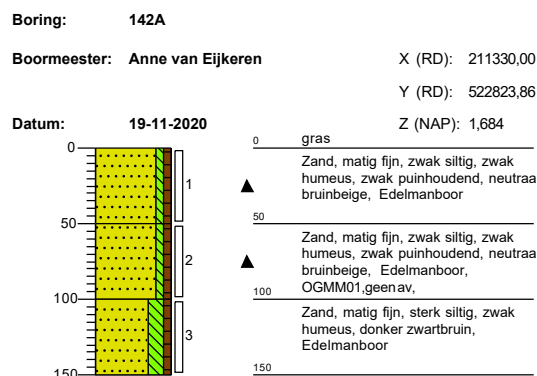 Boring: 142A
Boormeester: Anne van Eijkeren X (RD): 211330,00
Y (RD): 522823,86
Datum: 19-11-2020 Z (NAP): 1,684
0 0 gras
1 Zand, matig fijn, zwak siltig, zwak
humeus, zwak puinhoudend, neutraa
bruinbeige, Edelmanboor
50 50
2 Zand, matig fijn, zwak siltig, zwak
humeus, zwak puinhoudend, neutraa
bruinbeige, Edelmanboor,
OGMM01,geenav,
100 100
3 Zand, matig fijn, sterk siltig, zwak
humeus, donker zwartbruin,
Edelmanboor
150 150